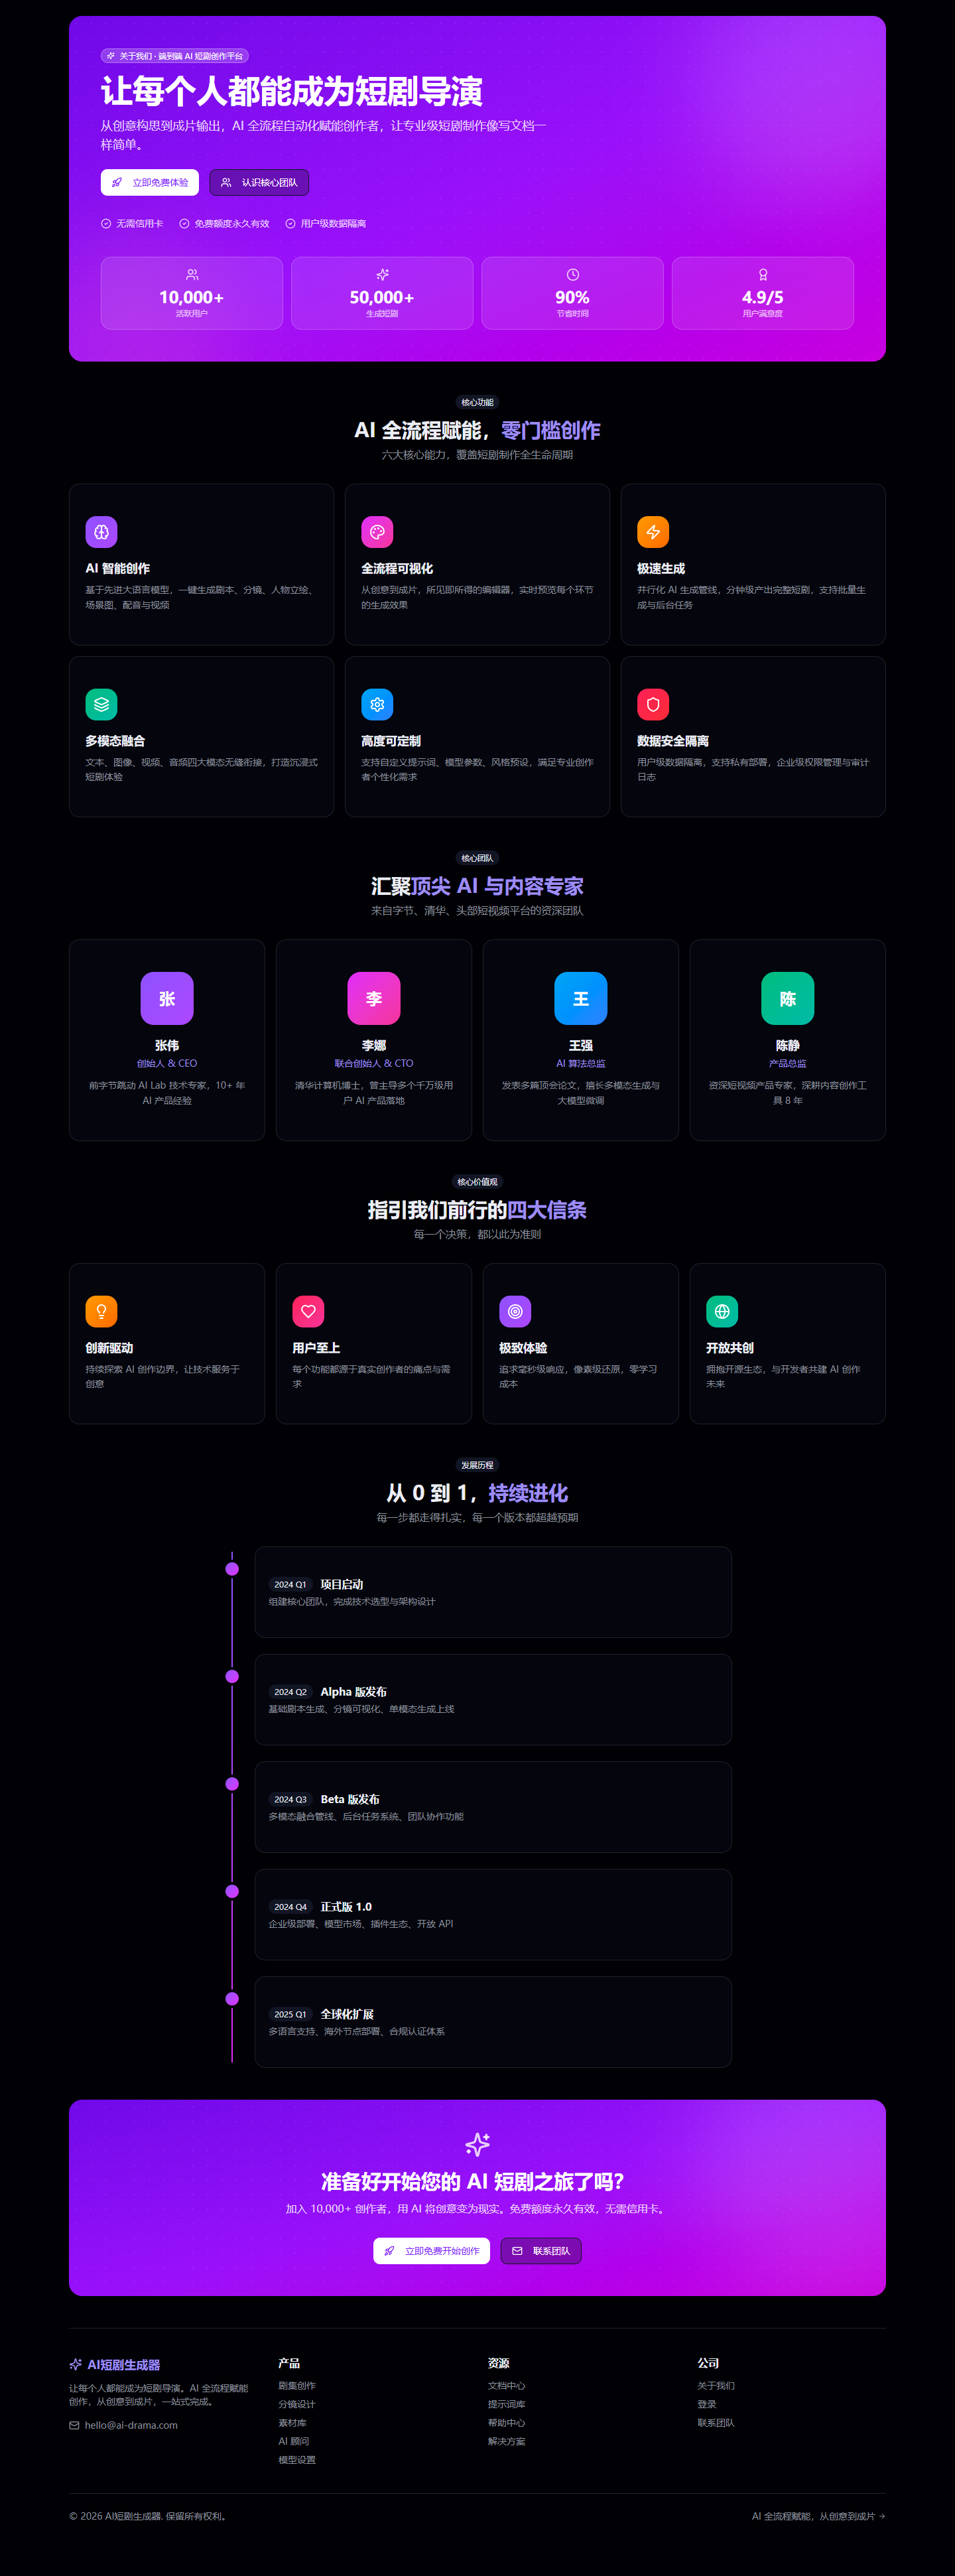 关于我们 · 端到端 AI 短剧创作平台
让每个人都能成为短剧导演
从创意构思到成片输出，AI 全流程自动化赋能创作者，让专业级短剧制作像写文档一
样简单。
立即免费体验
认识核心团队
无需信用卡
免费额度永久有效
用户级数据隔离
10,000+
活跃用户
50,000+
生成短剧
90%
节省时间
4.9/5
用户满意度
核心功能
AI 全流程赋能，零门槛创作
六大核心能力，覆盖短剧制作全生命周期
AI 智能创作
基于先进大语言模型，一键生成剧本、分镜、人物立绘、
场景图、配音与视频
全流程可视化
从创意到成片，所见即所得的编辑器，实时预览每个环节
的生成效果
极速生成
并行化 AI 生成管线，分钟级产出完整短剧，支持批量生
成与后台任务
多模态融合
文本、图像、视频、音频四大模态无缝衔接，打造沉浸式
短剧体验
高度可定制
支持自定义提示词、模型参数、风格预设，满足专业创作
者个性化需求
数据安全隔离
用户级数据隔离，支持私有部署，企业级权限管理与审计
日志
核心团队
汇聚顶尖 AI 与内容专家
来自字节、清华、头部短视频平台的资深团队
张
张伟
创始人 & CEO
前字节跳动 AI Lab 技术专家，10+ 年
AI 产品经验
李
李娜
联合创始人 & CTO
清华计算机博士，曾主导多个千万级用
户 AI 产品落地
王
王强
AI 算法总监
发表多篇顶会论文，擅长多模态生成与
大模型微调
陈
陈静
产品总监
资深短视频产品专家，深耕内容创作工
具 8 年
核心价值观
指引我们前行的四大信条
每一个决策，都以此为准则
创新驱动
持续探索 AI 创作边界，让技术服务于
创意
用户至上
每个功能都源于真实创作者的痛点与需
求
极致体验
追求毫秒级响应，像素级还原，零学习
成本
开放共创
拥抱开源生态，与开发者共建 AI 创作
未来
发展历程
从 0 到 1，持续进化
每一步都走得扎实，每一个版本都超越预期
2024 Q1 项目启动
组建核心团队，完成技术选型与架构设计
2024 Q2 Alpha 版发布
基础剧本生成、分镜可视化、单模态生成上线
2024 Q3 Beta 版发布
多模态融合管线、后台任务系统、团队协作功能
2024 Q4 正式版 1.0
企业级部署、模型市场、插件生态、开放 API
2025 Q1 全球化扩展
多语言支持、海外节点部署、合规认证体系
准备好开始您的 AI 短剧之旅了吗？
加入 10,000+ 创作者，用 AI 将创意变为现实。免费额度永久有效，无需信用卡。
立即免费开始创作
联系团队
AI短剧生成器
让每个人都能成为短剧导演。AI 全流程赋能
创作，从创意到成片，一站式完成。
hello@ai-drama.com
产品
剧集创作
分镜设计
素材库
AI 顾问
模型设置
资源
文档中心
提示词库
帮助中心
解决方案
公司
关于我们
登录
联系团队
© 2026 AI短剧生成器. 保留所有权利。
AI 全流程赋能，从创意到成片 →